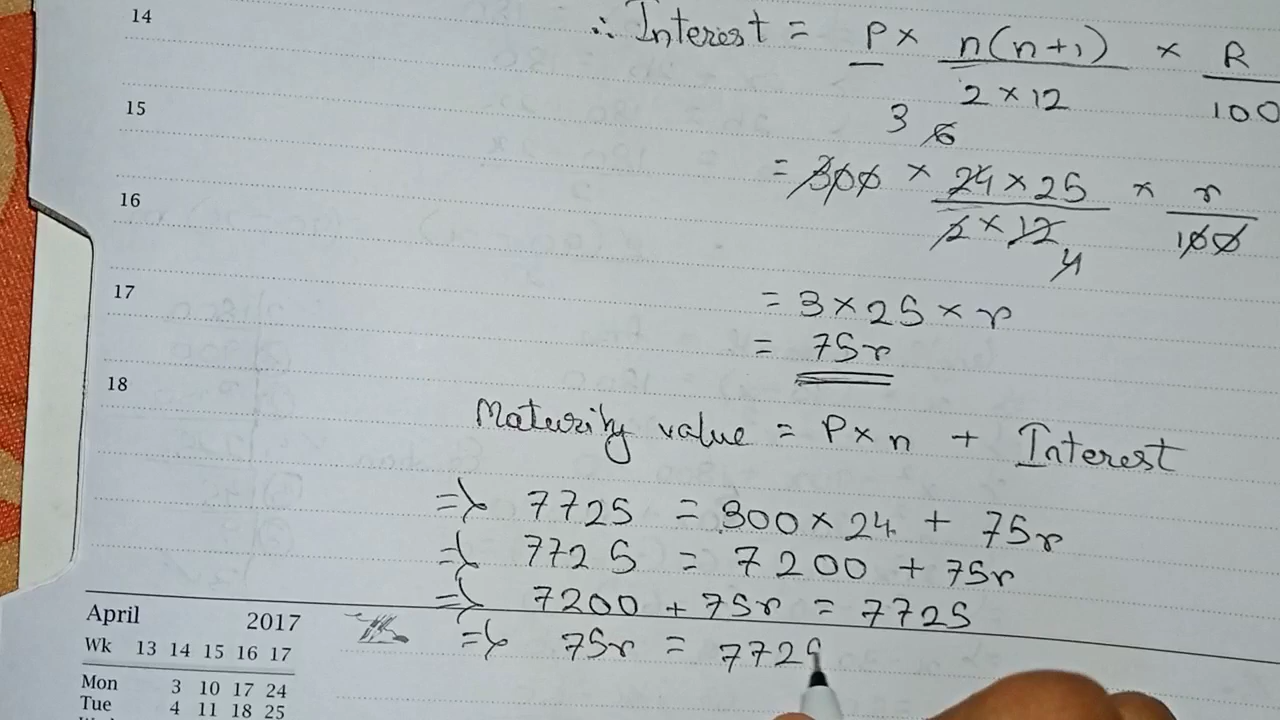 14
∴ Interest = P × n(n+1) / 2 × 12 × R / 100
15
3 6
= 300 × 24 × 25 / 2 × 12 × r / 100
16
4
17
= 3 × 25 × r
= 75r
18
Maturity value = P × n + Interest
=> 7725 = 300 × 24 + 75r
=> 7725 = 7200 + 75r
=> 7200 + 75r = 7725
=> 75r = 772
April 2017
Wk 13 14 15 16 17
Mon 3 10 17 24
Tue 4 11 18 25